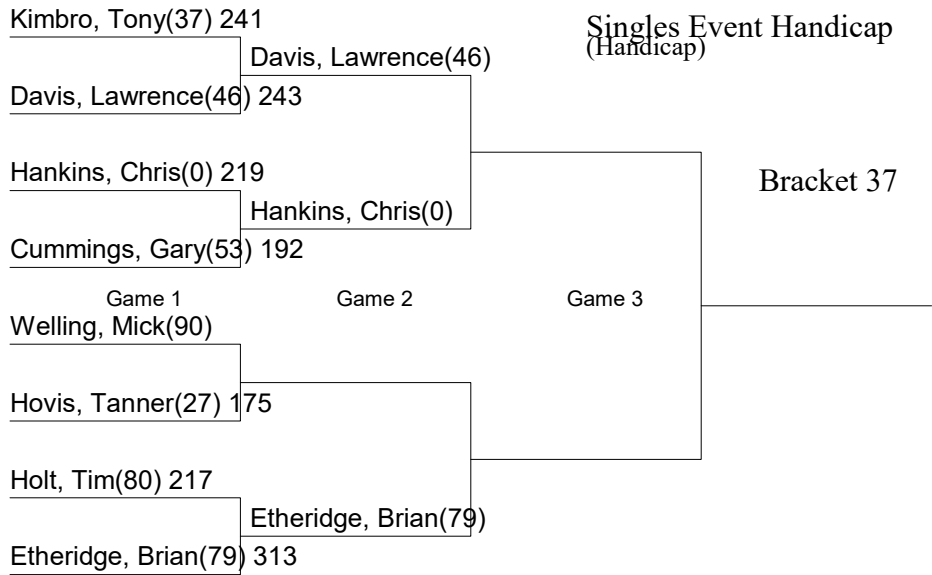 Kimbro, Tony(37) 241
Singles Event Handicap
(Handicap)
Davis, Lawrence(46)
Davis, Lawrence(46) 243
Hankins, Chris(0) 219
Bracket 37
Hankins, Chris(0)
Cummings, Gary(53) 192
Game 1
Game 2
Game 3
Welling, Mick(90)
Hovis, Tanner(27) 175
Holt, Tim(80) 217
Etheridge, Brian(79)
Etheridge, Brian(79) 313